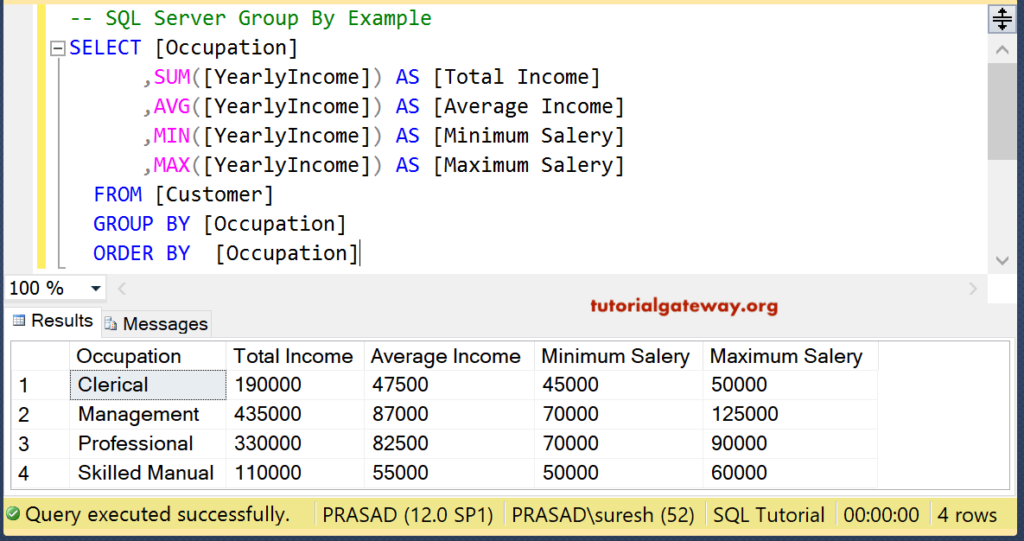 -- SQL Server Group By Example
SELECT [Occupation]
,SUM([YearlyIncome]) AS [Total Income]
,AVG([YearlyIncome]) AS [Average Income]
,MIN([YearlyIncome]) AS [Minimum Salery]
,MAX([YearlyIncome]) AS [Maximum Salery]
FROM [Customer]
GROUP BY [Occupation]
ORDER BY  [Occupation]
100 %
tutorialgateway.org
Results Messages
Occupation Total Income Average Income Minimum Salery Maximum Salery
1 Clerical 190000 47500 45000 50000
2 Management 435000 87000 70000 125000
3 Professional 330000 82500 70000 90000
4 Skilled Manual 110000 55000 50000 60000
Query executed successfully. PRASAD (12.0 SP1) PRASAD\suresh (52) SQL Tutorial 00:00:00 4 rows